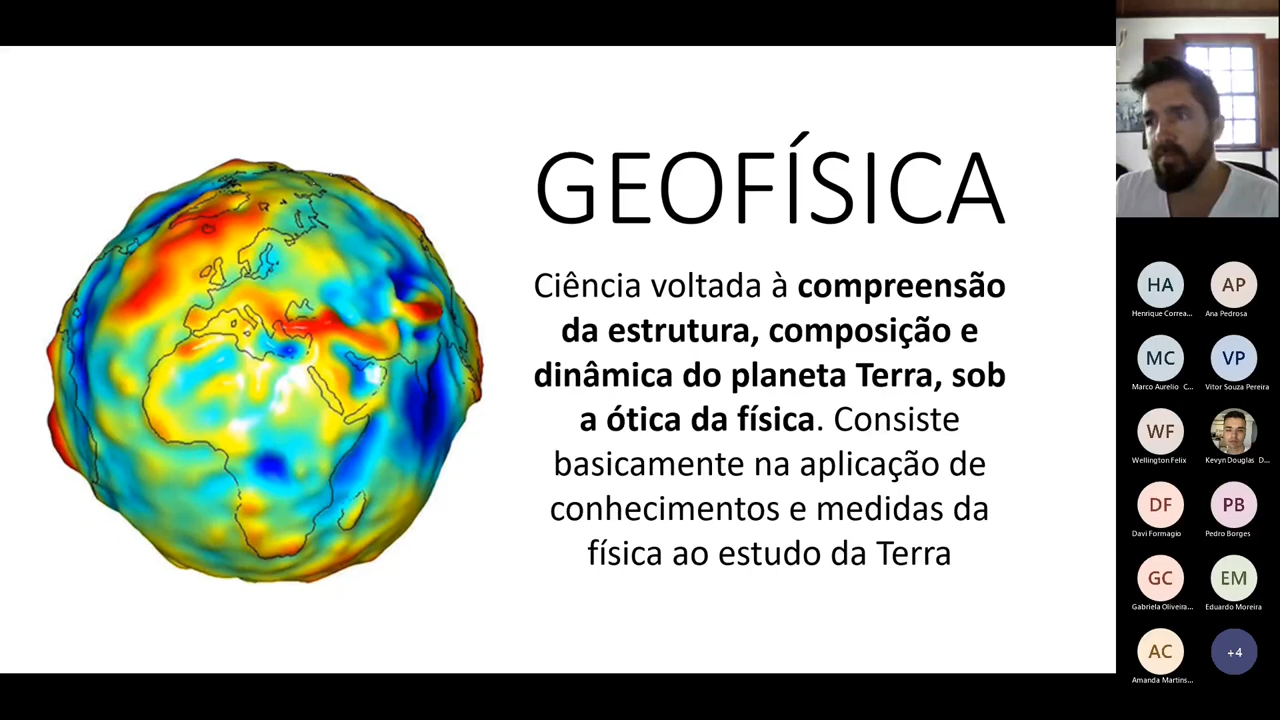 GEOFÍSICA
Ciência voltada à compreensão
da estrutura, composição e
dinâmica do planeta Terra, sob
a ótica da física. Consiste
basicamente na aplicação de
conhecimentos e medidas da
física ao estudo da Terra
HA
AP
Henrique Correa...
Ana Pedrosa
MC
VP
Marco Aurelio C...
Vitor Souza Pereira
WF
Wellington Felix
Kevyn Douglas D...
DF
PB
Davi Formagio
Pedro Borges
GC
EM
Gabriela Oliveira...
Eduardo Moreira
AC
+4
Amanda Martins...